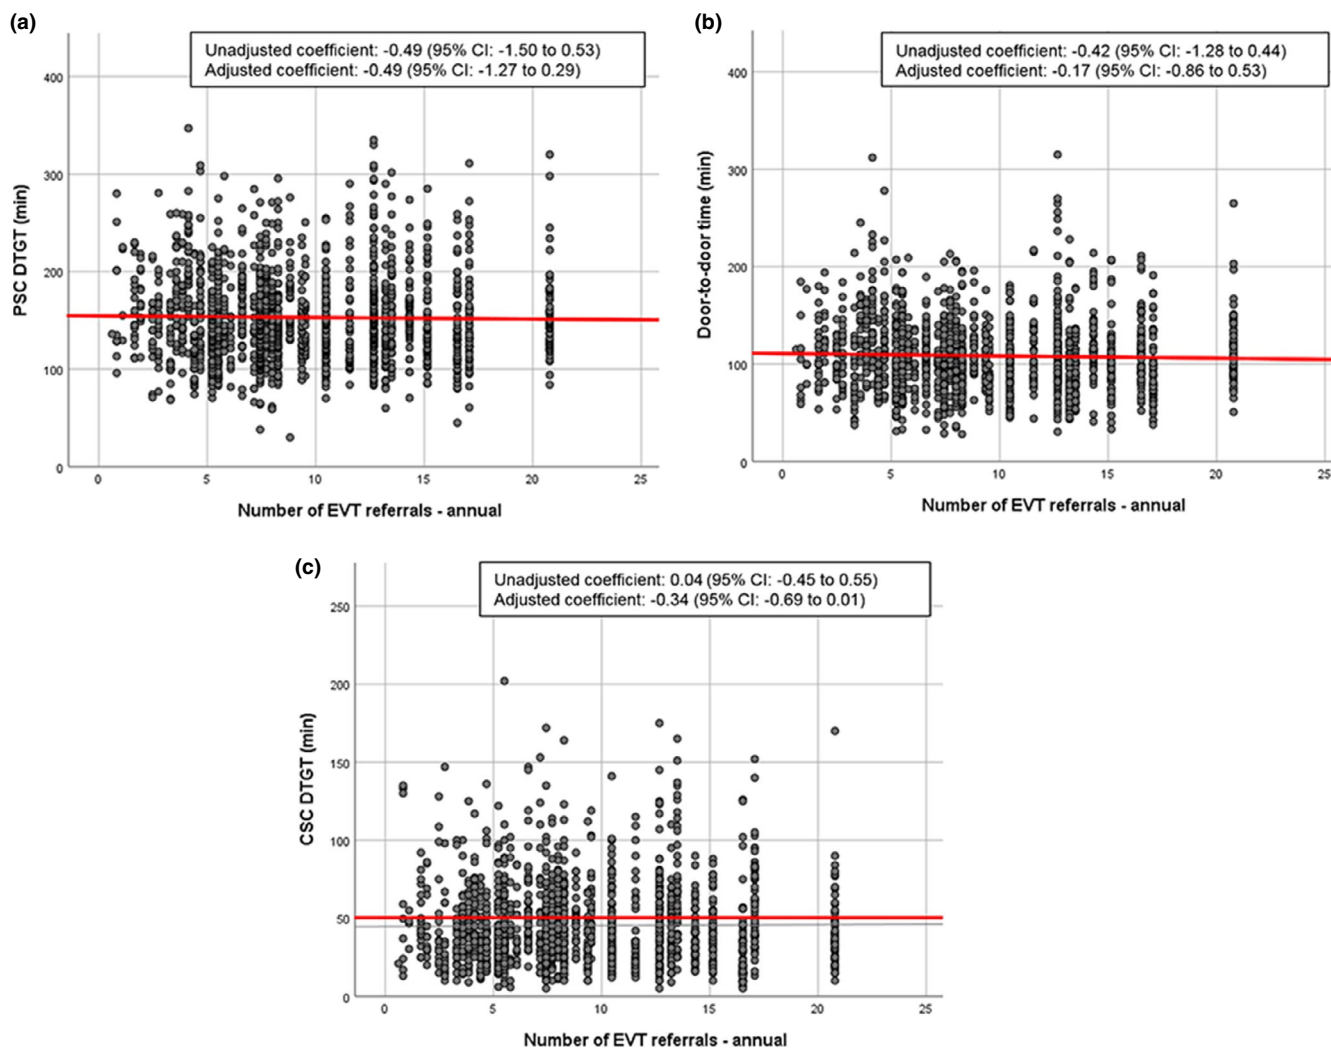 (a)
Unadjusted coefficient: -0.49 (95% CI: -1.50 to 0.53)
Adjusted coefficient: -0.49 (95% CI: -1.27 to 0.29)
PSC DTGT (min)
400
300
200
100
0
0 5 10 15 20 25
Number of EVT referrals - annual
(b)
Unadjusted coefficient: -0.42 (95% CI: -1.28 to 0.44)
Adjusted coefficient: -0.17 (95% CI: -0.86 to 0.53)
Door-to-door time (min)
400
300
200
100
0
0 5 10 15 20 25
Number of EVT referrals - annual
(c)
Unadjusted coefficient: 0.04 (95% CI: -0.45 to 0.55)
Adjusted coefficient: -0.34 (95% CI: -0.69 to 0.01)
CSC DTGT (min)
250
200
150
100
50
0
0 5 10 15 20 25
Number of EVT referrals - annual